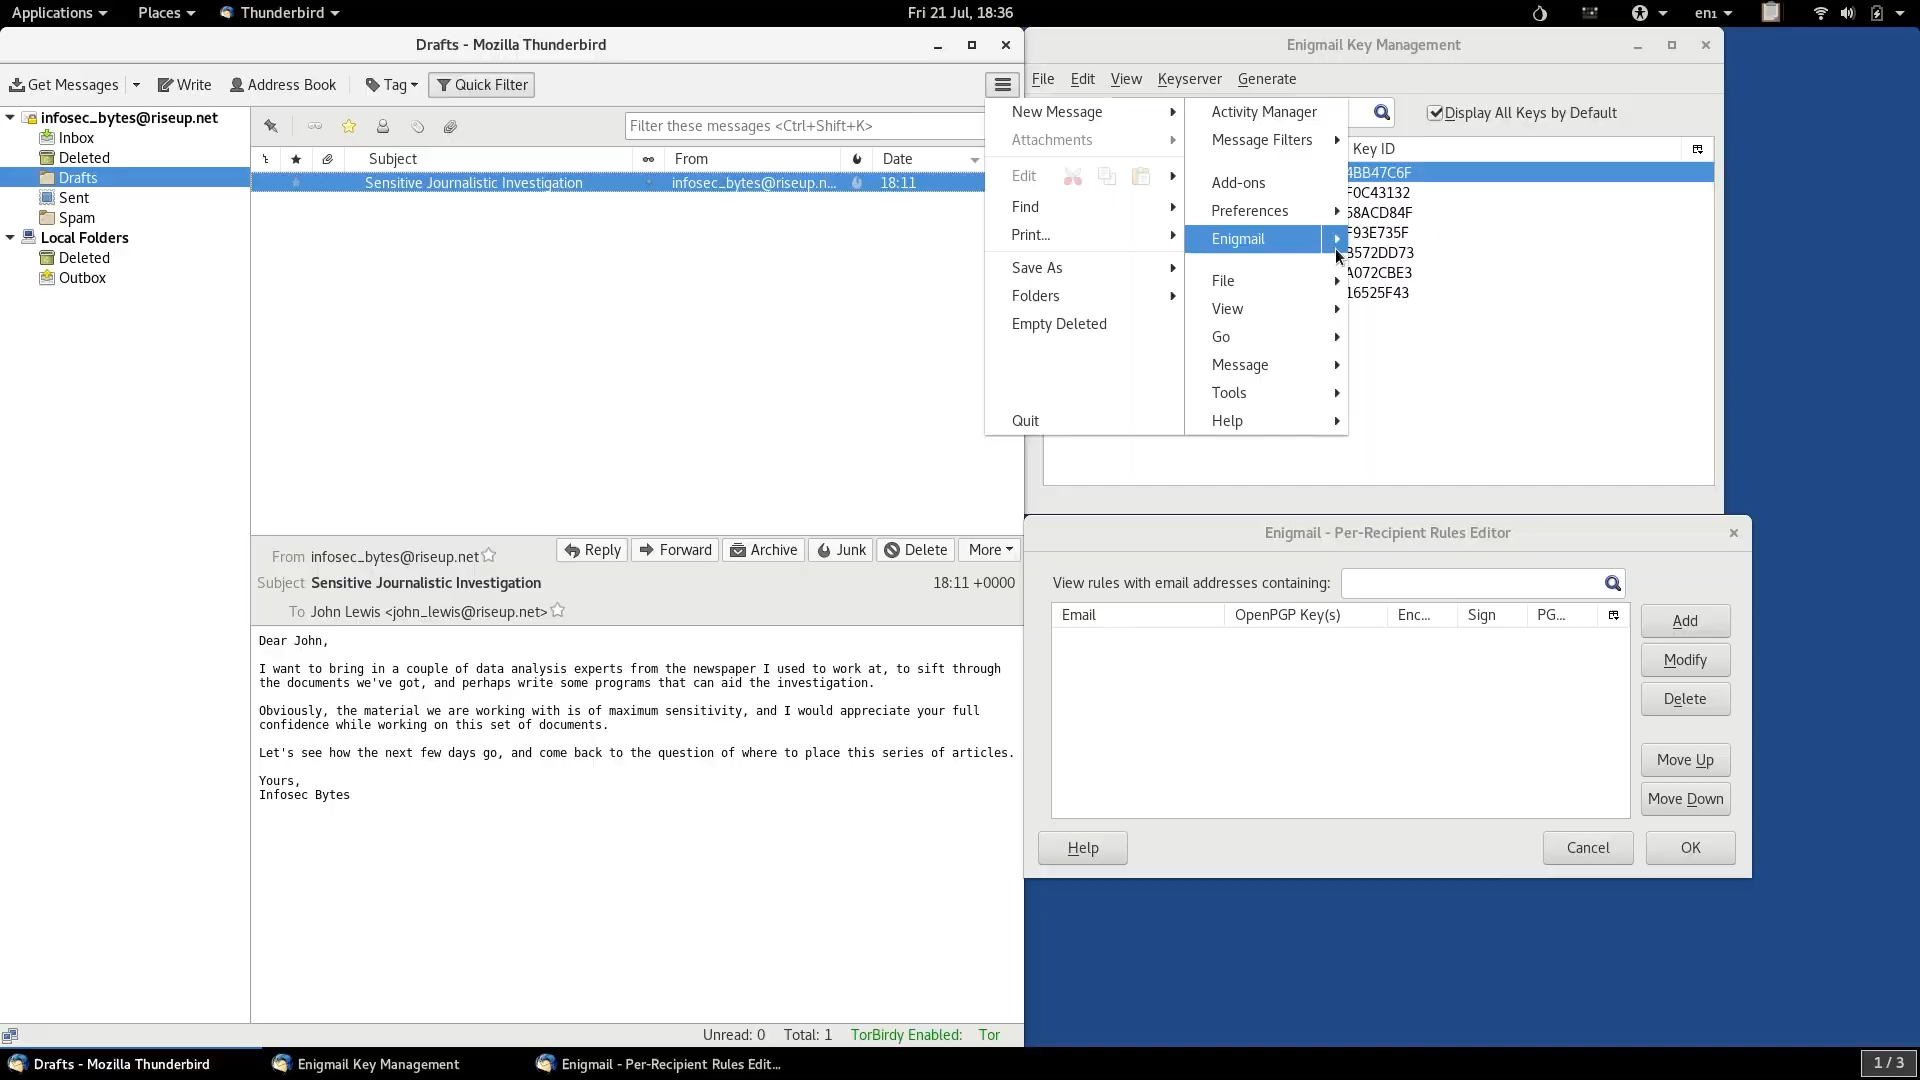 Applications Places Thunderbird Fri 21 Jul, 18:36 en1
Drafts - Mozilla Thunderbird
Get Messages Write Address Book Tag Quick Filter
infosec_bytes@riseup.net
Inbox
Deleted
Drafts
Sent
Spam
Local Folders
Deleted
Outbox
Filter these messages <Ctrl+Shift+K>
Subject From Date
Sensitive Journalistic Investigation infosec_bytes@riseup.n... 18:11
New Message
Attachments
Edit
Find
Print...
Save As
Folders
Empty Deleted
Quit
Activity Manager
Message Filters
Add-ons
Preferences
Enigmail
File
View
Go
Message
Tools
Help
Enigmail Key Management
File Edit View Keyserver Generate
Display All Keys by Default
Key ID
4BB47C6F
F0C43132
58ACD84F
F93E735F
B572DD73
A072CBE3
16525F43
From infosec_bytes@riseup.net Reply Forward Archive Junk Delete More
Subject Sensitive Journalistic Investigation 18:11 +0000
To John Lewis <john_lewis@riseup.net>
Dear John,
I want to bring in a couple of data analysis experts from the newspaper I used to work at, to sift through
the documents we've got, and perhaps write some programs that can aid the investigation.
Obviously, the material we are working with is of maximum sensitivity, and I would appreciate your full
confidence while working on this set of documents.
Let's see how the next few days go, and come back to the question of where to place this series of articles.
Yours,
Infosec Bytes
Unread: 0 Total: 1 TorBirdy Enabled: Tor
Enigmail - Per-Recipient Rules Editor
View rules with email addresses containing:
Email OpenPGP Key(s) Enc... Sign PG...
Add
Modify
Delete
Move Up
Move Down
Help Cancel OK
Drafts - Mozilla Thunderbird Enigmail Key Management Enigmail - Per-Recipient Rules Edit... 1 / 3